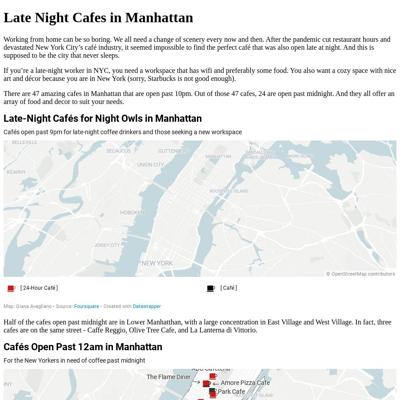 Late Night Cafes in Manhattan
Working from home can be so boring. We all need a change of scenery every now and then. After the pandemic cut restaurant hours and
devastated New York City's café industry, it seemed impossible to find the perfect café that was also open late at night. And this is
supposed to be the city that never sleeps.
If you're a late-night worker in NYC, you need a workspace that has wifi and preferably some food. You also want a cozy space with nice
art and décor because you are in New York (sorry, Starbucks is not good enough).
There are 47 amazing cafes in Manhattan that are open past 10pm. Out of those 47 cafes, 24 are open past midnight. And they all offer an
array of food and decor to suit your needs.
Late-Night Cafés for Night Owls in Manhattan
Cafés open past 9pm for late-night coffee drinkers and those seeking a new workspace
BELLEVILLE
SECAUCUS
GUTTENBERG
UNION CITY
MANHATTAN
KEARNY
HOBOKEN
JERSEY CITY
NEW YORK
© OpenStreetMap contributors
[ 24-Hour Café ]
[ Café ]
Map: Giana Avegliano • Source: Foursquare • Created with Datawrapper
Half of the cafes open past midnight are in Lower Manhatthan, with a large concentration in East Village and West Village. In fact, three
cafes are on the same street - Caffe Reggio, Olive Tree Cafe, and La Lanterna di Vittorio.
Cafés Open Past 12am in Manhattan
For the New Yorkers in need of coffee past midnight
The Flame Diner
Amore Pizza Cafe
Park Cafe